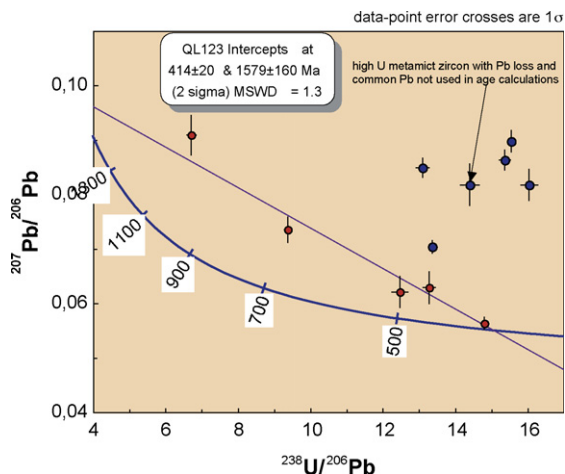 data-point error crosses are 1σ
QL123 Intercepts at
414±20 & 1579±160 Ma
(2 sigma) MSWD = 1.3
high U metamict zircon with Pb loss and
common Pb not used in age calculations
0,10
0,08
0,06
0,04
207Pb/206Pb
1300
1100
900
700
500
4 6 8 10 12 14 16
238U/206Pb